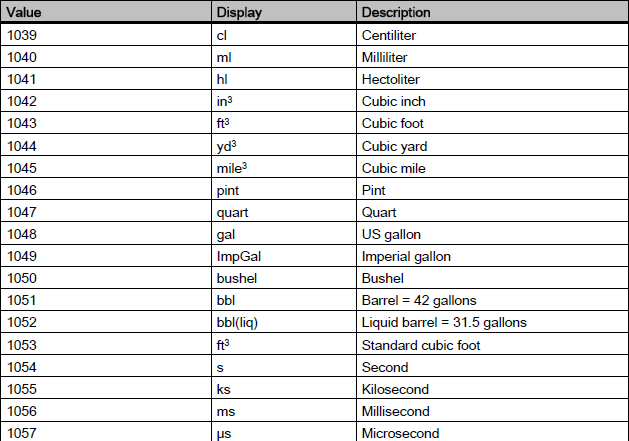 Value Display Description
1039 cl Centiliter
1040 ml Milliliter
1041 hl Hectoliter
1042 in³ Cubic inch
1043 ft³ Cubic foot
1044 yd³ Cubic yard
1045 mile³ Cubic mile
1046 pint Pint
1047 quart Quart
1048 gal US gallon
1049 ImpGal Imperial gallon
1050 bushel Bushel
1051 bbl Barrel = 42 gallons
1052 bbl(liq) Liquid barrel = 31.5 gallons
1053 ft³ Standard cubic foot
1054 s Second
1055 ks Kilosecond
1056 ms Millisecond
1057 µs Microsecond